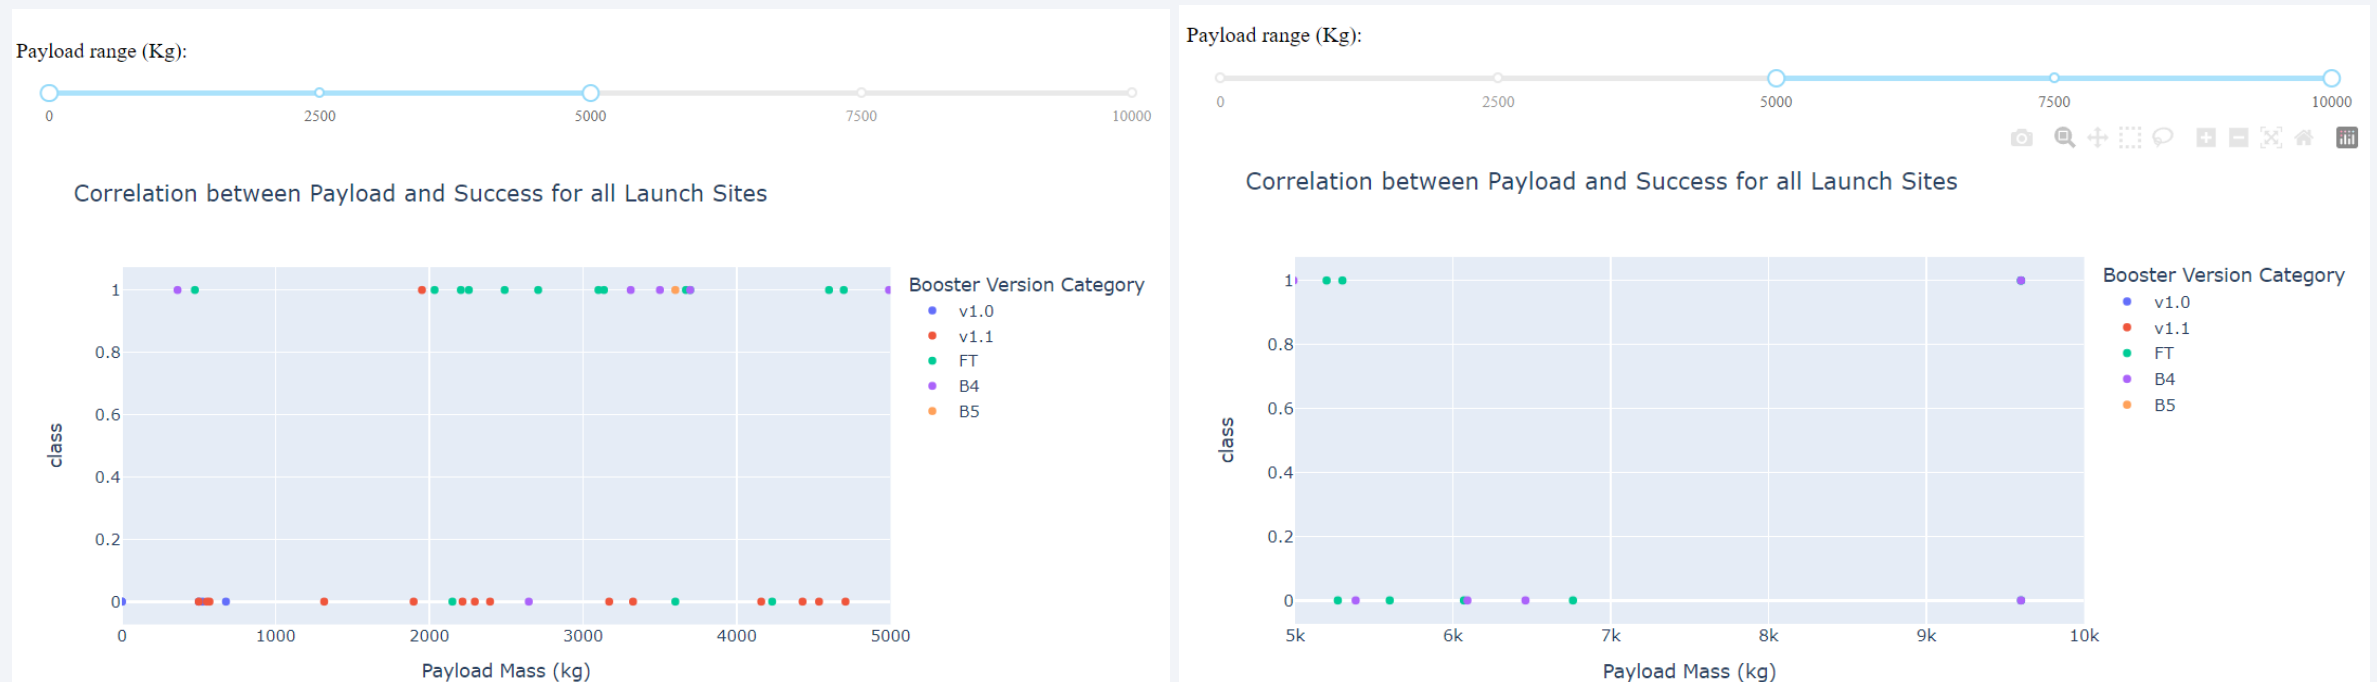 Payload range (Kg):
0 2500 5000 7500 10000
Correlation between Payload and Success for all Launch Sites
Booster Version Category
v1.0
v1.1
FT
B4
B5
1
0.8
0.6
0.4
0.2
0
class
0 1000 2000 3000 4000 5000
Payload Mass (kg)
Payload range (Kg):
0 2500 5000 7500 10000
Correlation between Payload and Success for all Launch Sites
Booster Version Category
v1.0
v1.1
FT
B4
B5
1
0.8
0.6
0.4
0.2
0
class
5k 6k 7k 8k 9k 10k
Payload Mass (kg)